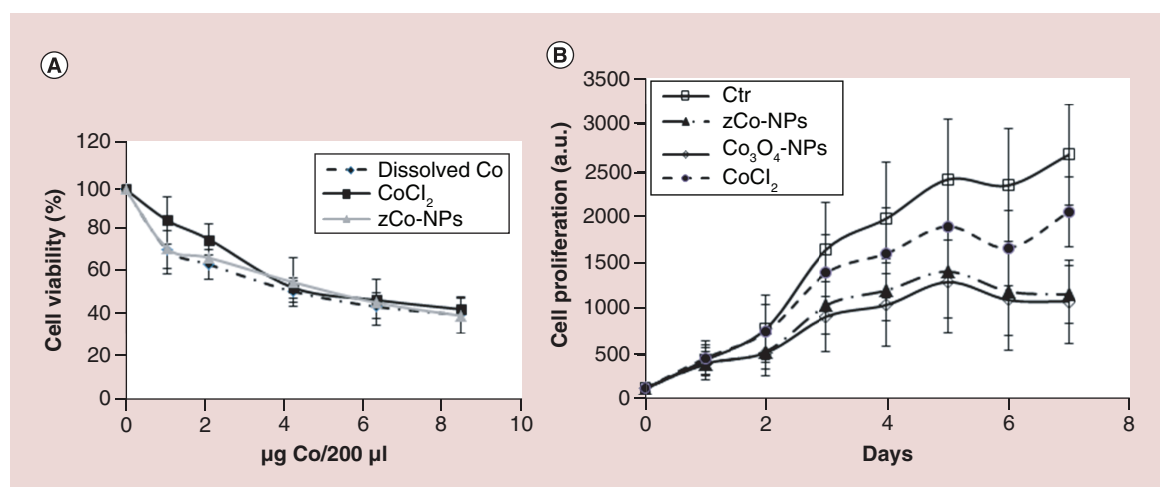 A
Cell viability (%)
120
100
80
60
40
20
0
0 2 4 6 8 10
µg Co/200 µl
Dissolved Co
CoCl2
zCo-NPs
B
Cell proliferation (a.u.)
3500
3000
2500
2000
1500
1000
500
0
0 2 4 6 8
Days
Ctr
zCo-NPs
Co3O4-NPs
CoCl2